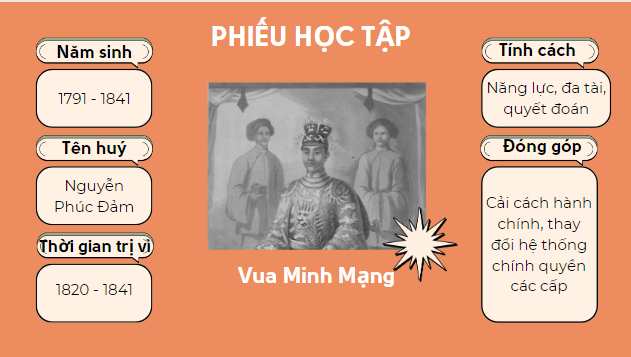 PHIẾU HỌC TẬP
Năm sinh
1791 - 1841
Tên huý
Nguyễn
Phúc Đảm
Thời gian trị vì
1820 - 1841
Vua Minh Mạng
Tính cách
Năng lực, đa tài,
quyết đoán
Đóng góp
Cải cách hành
chính, thay
đổi hệ thống
chính quyền
các cấp